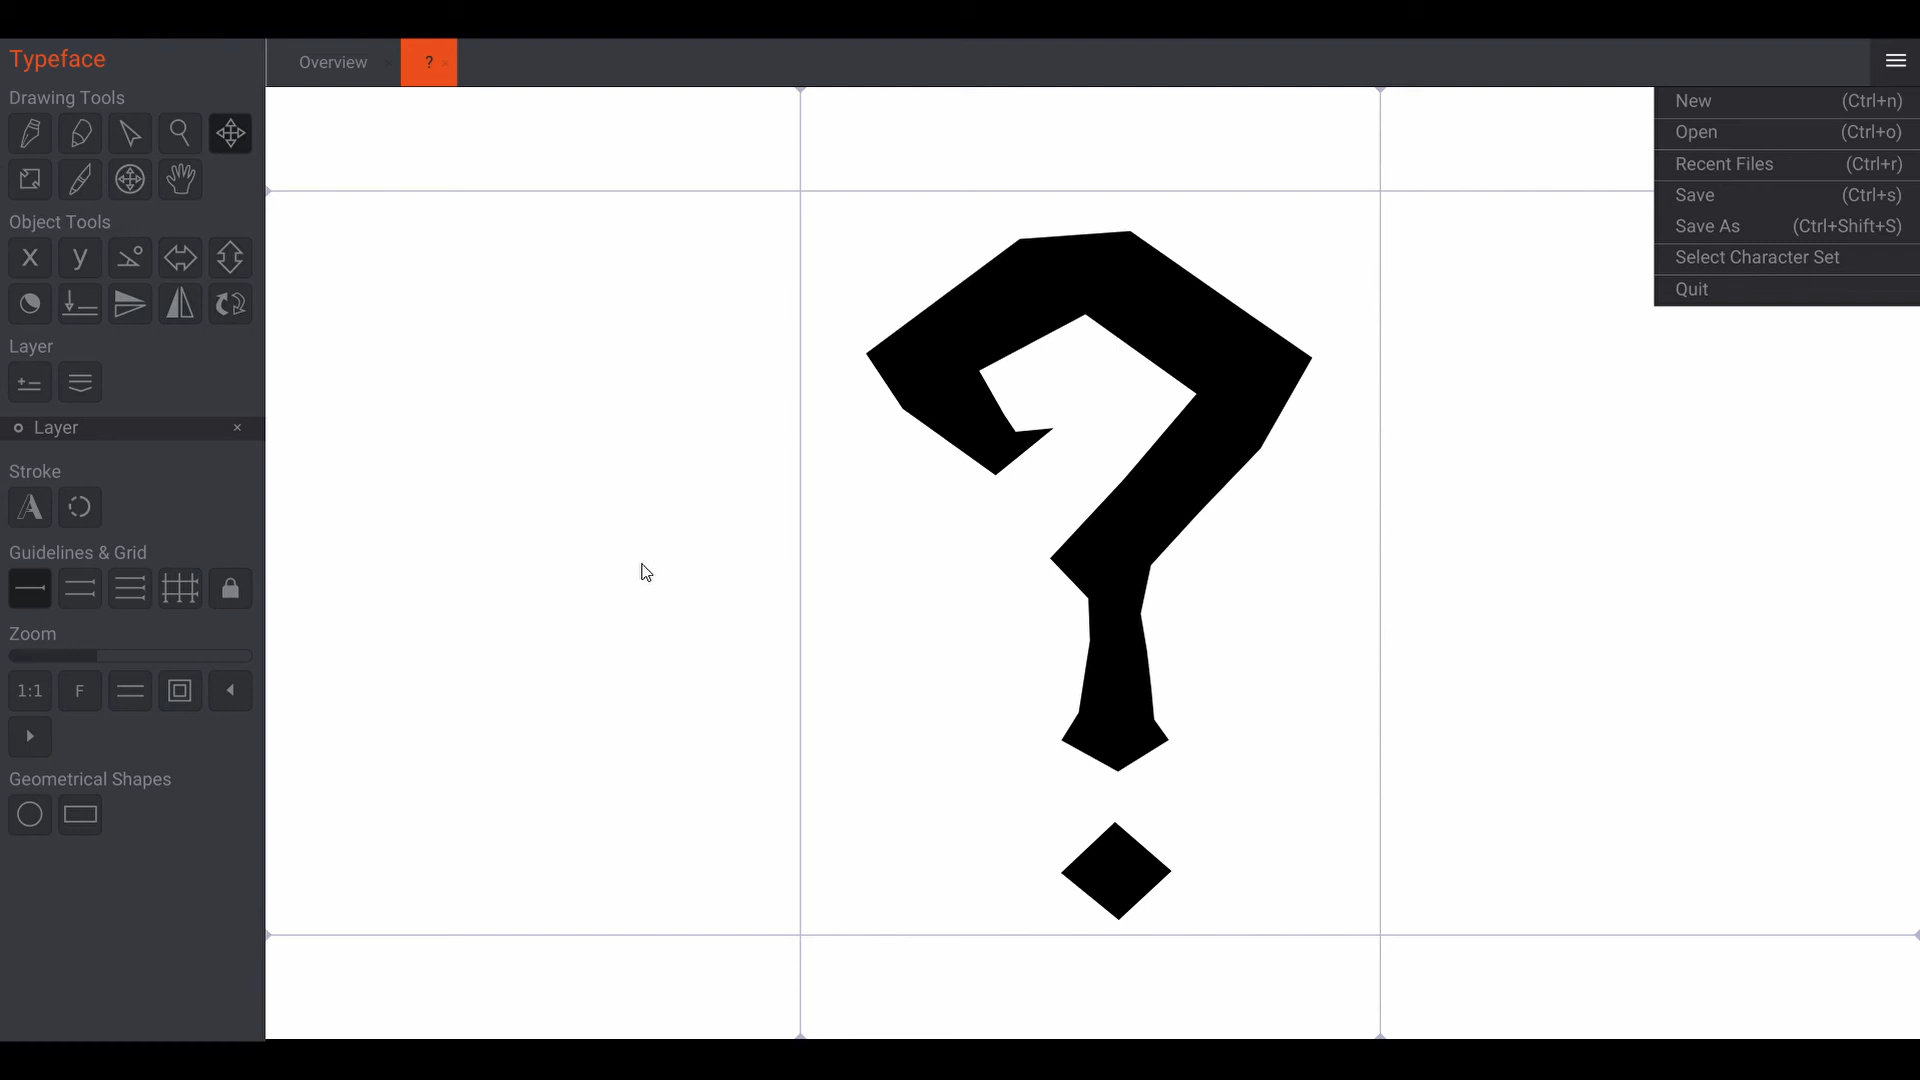 Typeface
Overview
?
Drawing Tools
Object Tools
x y
Layer
Layer
Stroke
A
Guidelines & Grid
Zoom
1:1 F
Geometrical Shapes
New (Ctrl+n)
Open (Ctrl+o)
Recent Files (Ctrl+r)
Save (Ctrl+s)
Save As (Ctrl+Shift+S)
Select Character Set
Quit
?